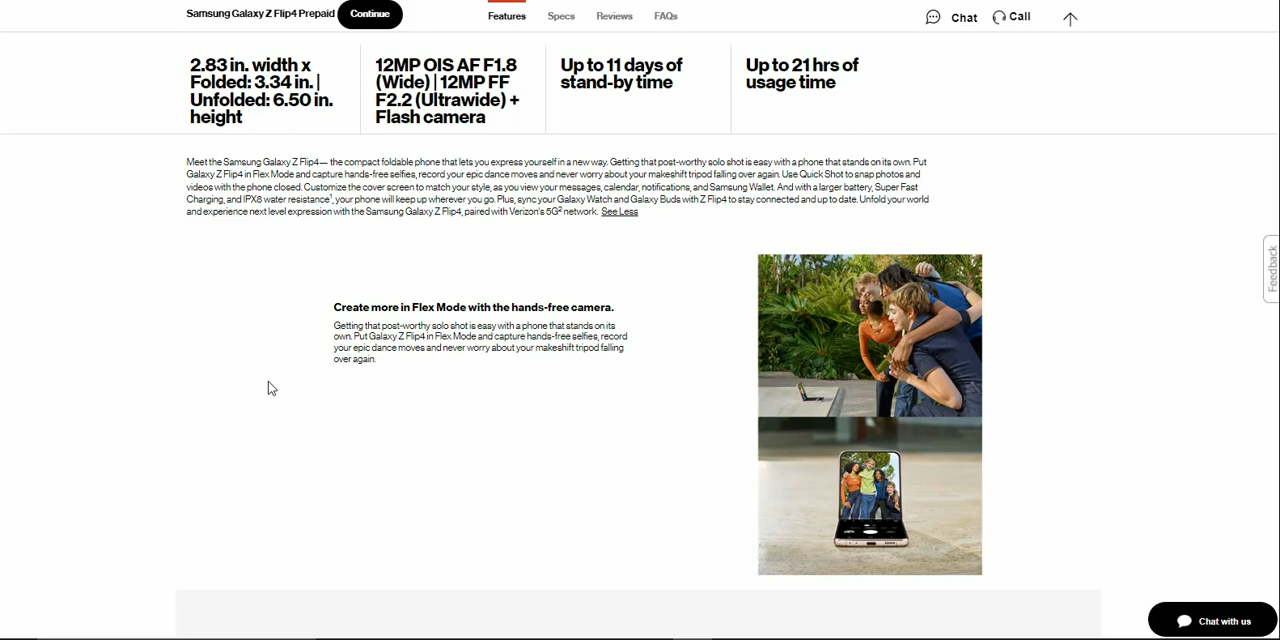 Samsung Galaxy Z Flip4 Prepaid
Continue
Features
Specs
Reviews
FAQs
Chat
Call
2.83 in. width x
Folded: 3.34 in. |
Unfolded: 6.50 in.
height
12MP OIS AF F1.8
(Wide) | 12MP FF
F2.2 (Ultrawide) +
Flash camera
Up to 11 days of
stand-by time
Up to 21 hrs of
usage time
Meet the Samsung Galaxy Z Flip4— the compact foldable phone that lets you express yourself in a new way. Getting that post-worthy solo shot is easy with a phone that stands on its own. Put
Galaxy Z Flip4 in Flex Mode and capture hands-free selfies, record your epic dance moves and never worry about your makeshift tripod falling over again. Use Quick Shot to snap photos and
videos with the phone closed. Customize the cover screen to match your style, as you view your messages, calendar, notifications, and Samsung Wallet. And with a larger battery, Super Fast
Charging, and IPX8 water resistance¹, your phone will keep up wherever you go. Plus, sync your Galaxy Watch and Galaxy Buds with Z Flip4 to stay connected and up to date. Unfold your world
and experience next level expression with the Samsung Galaxy Z Flip4, paired with Verizon's 5G² network. See Less
Feedback
Create more in Flex Mode with the hands-free camera.
Getting that post-worthy solo shot is easy with a phone that stands on its
own. Put Galaxy Z Flip4 in Flex Mode and capture hands-free selfies, record
your epic dance moves and never worry about your makeshift tripod falling
over again.
Chat with us